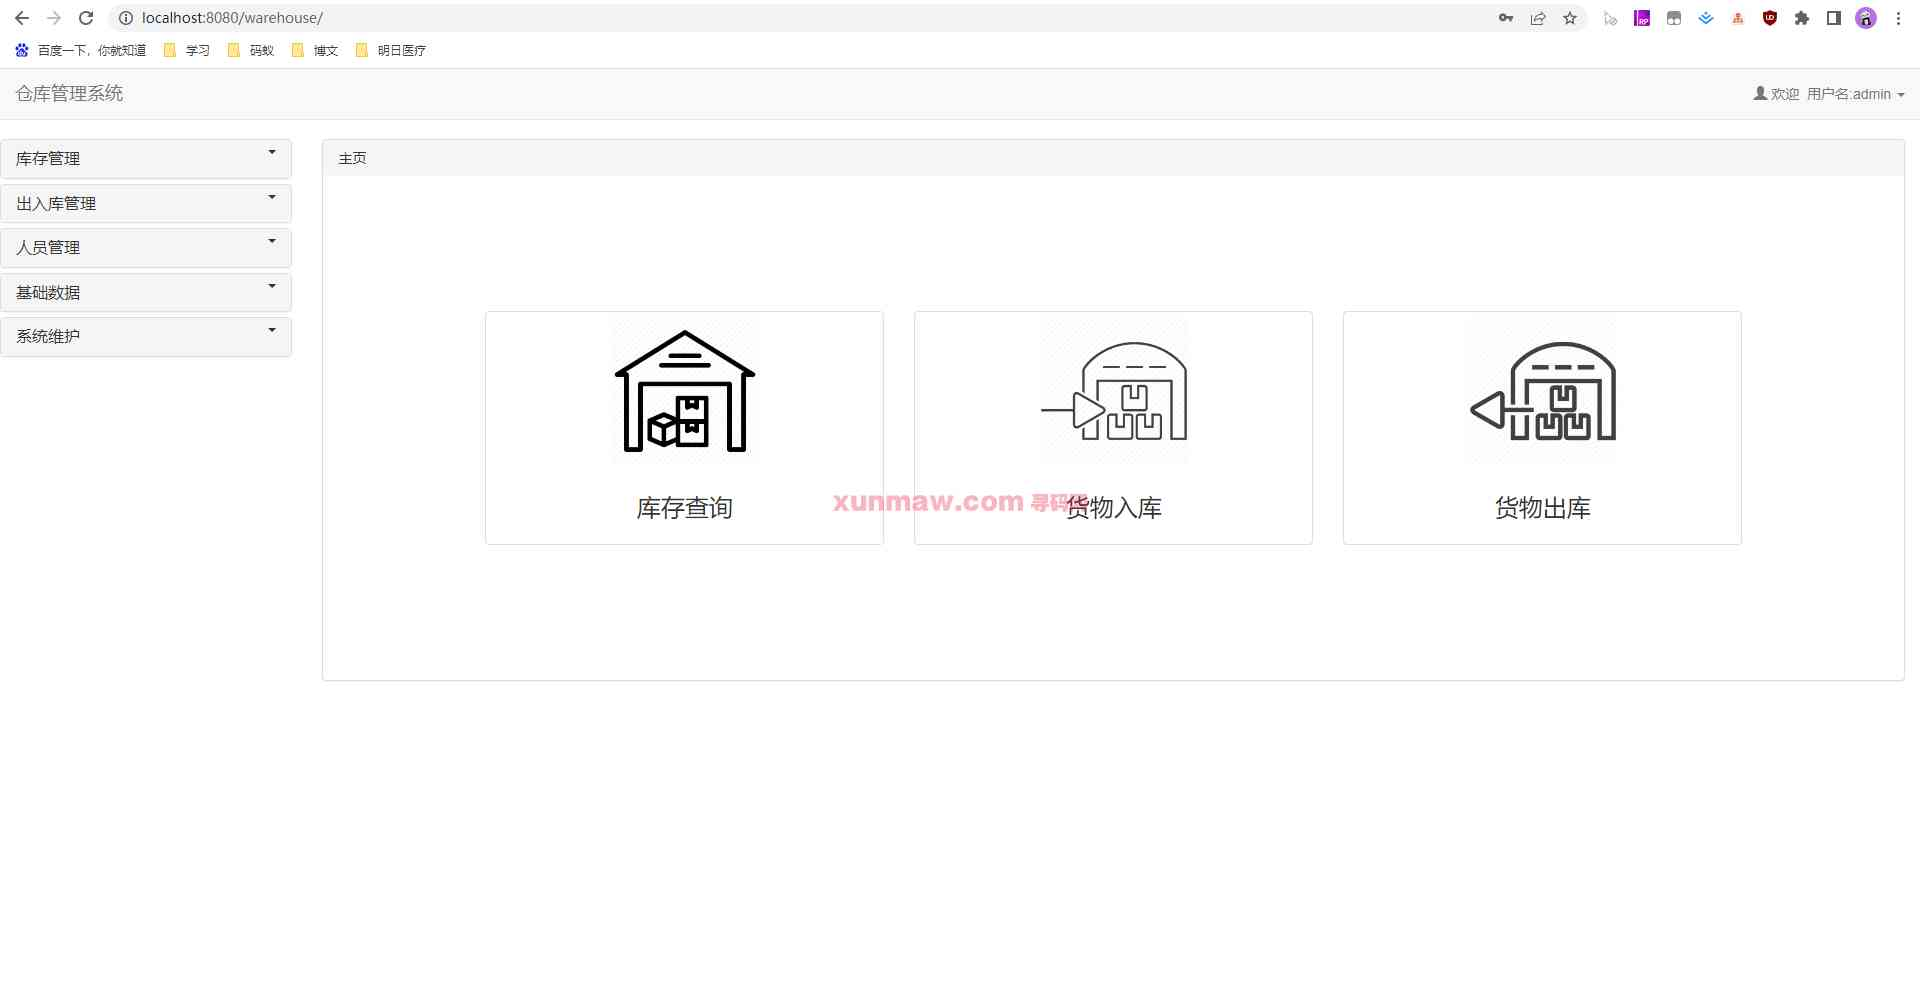 localhost:8080/warehouse/
百度一下，你就知道 学习 码蚁 博文 明日医疗
仓库管理系统
欢迎 用户名:admin
库存管理
出入库管理
人员管理
基础数据
系统维护
主页
库存查询
货物入库
货物出库
xunmaw.com 寻码网